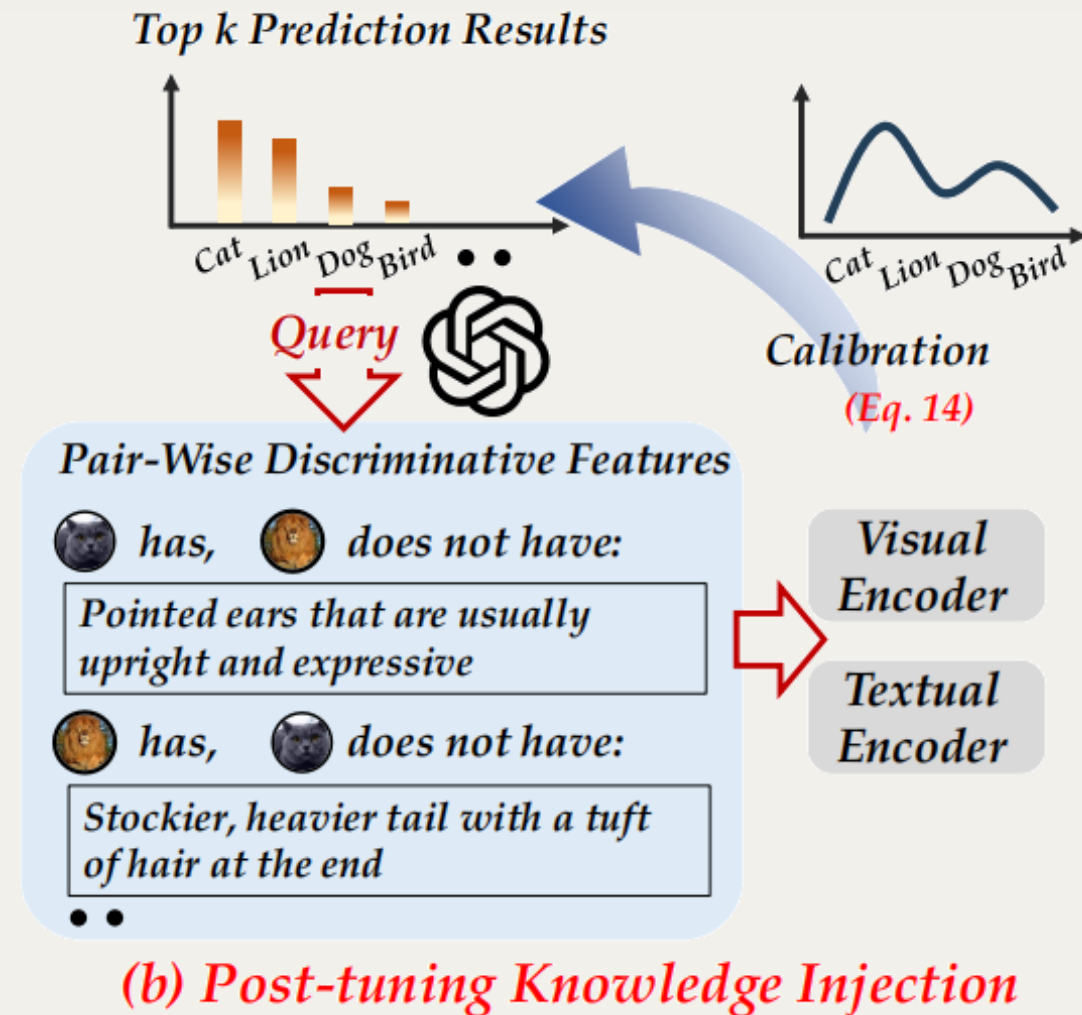 Top k Prediction Results
Cat Lion Dog Bird
Cat Lion Dog Bird
Query
Calibration
(Eq. 14)
Pair-Wise Discriminative Features
has, does not have:
Pointed ears that are usually
upright and expressive
has, does not have:
Stockier, heavier tail with a tuft
of hair at the end
Visual
Encoder
Textual
Encoder
(b) Post-tuning Knowledge Injection